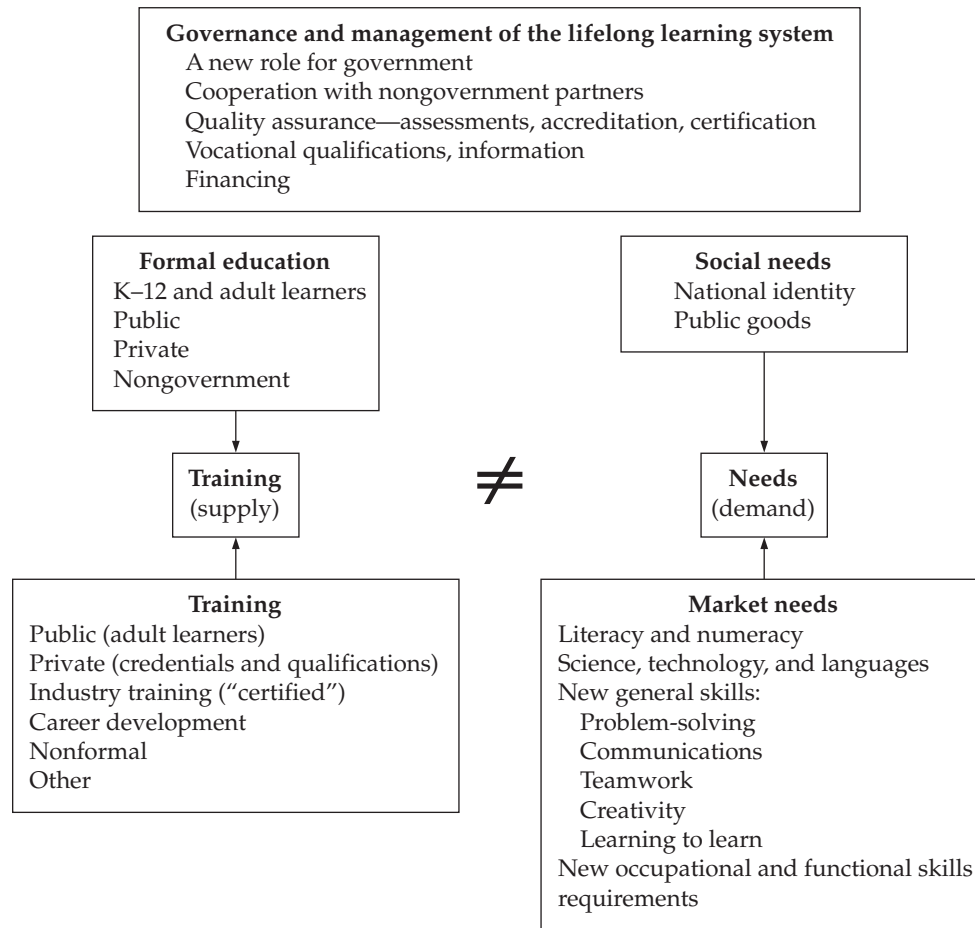 Governance and management of the lifelong learning system
A new role for government
Cooperation with nongovernment partners
Quality assurance—assessments, accreditation, certification
Vocational qualifications, information
Financing
Formal education
K–12 and adult learners
Public
Private
Nongovernment
Social needs
National identity
Public goods
Training
(supply)
≠
Needs
(demand)
Training
Public (adult learners)
Private (credentials and qualifications)
Industry training (“certified”)
Career development
Nonformal
Other
Market needs
Literacy and numeracy
Science, technology, and languages
New general skills:
Problem-solving
Communications
Teamwork
Creativity
Learning to learn
New occupational and functional skills
requirements